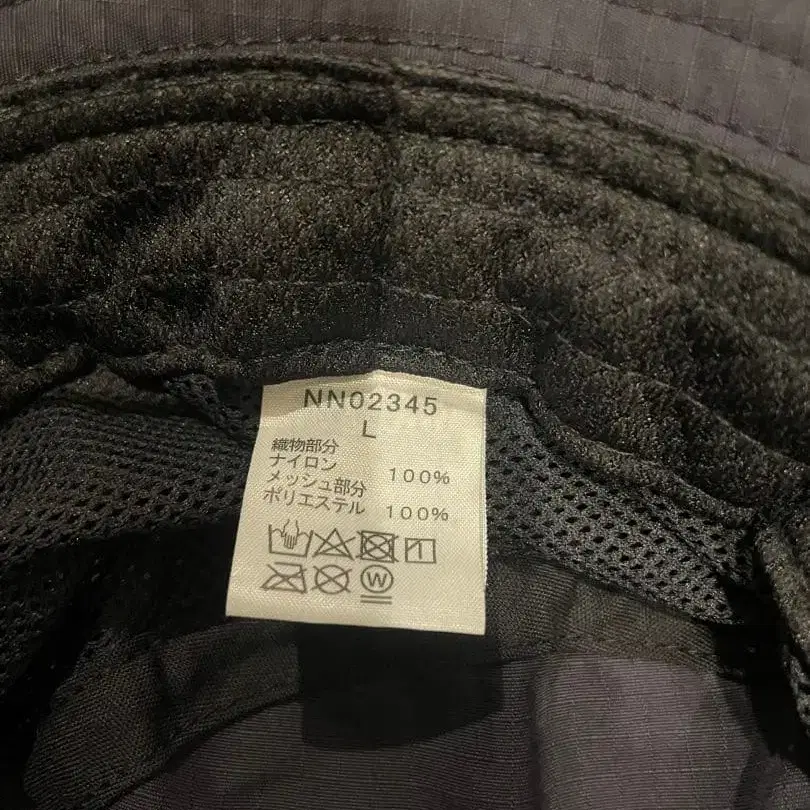 NN02345
L
織物部分
ナイロン 100%
メッシュ部分
ポリエステル 100%
W